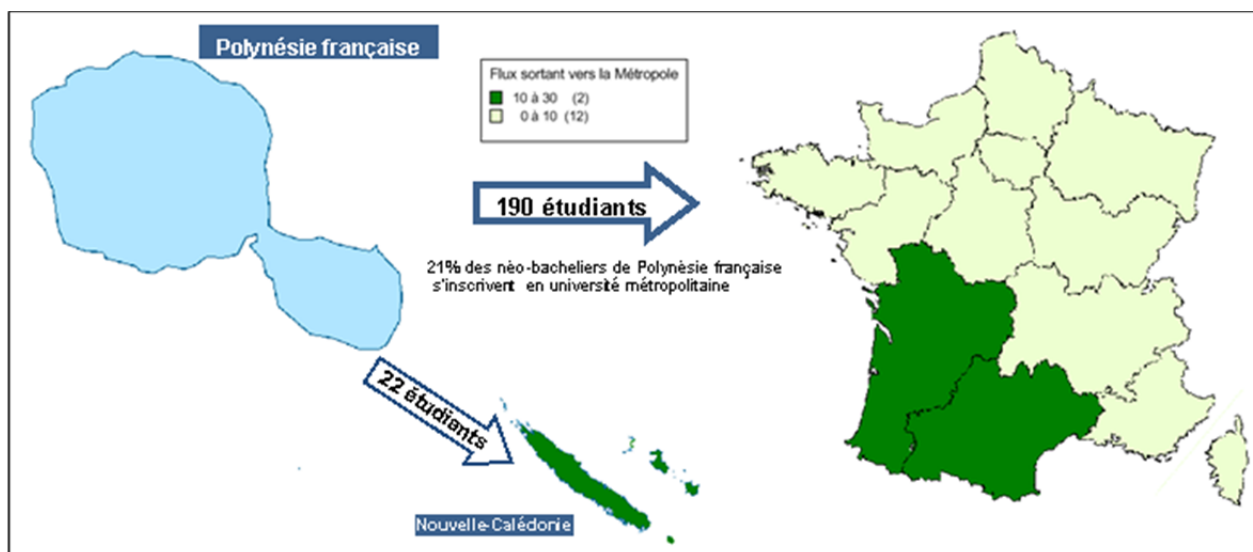 Polynésie française
Flux sortant vers la Métropole
10 à 30 (2)
0 à 10 (12)
190 étudiants
21% des néo-bacheliers de Polynésie française
s'inscrivent en université métropolitaine
22 étudiants
Nouvelle-Calédonie